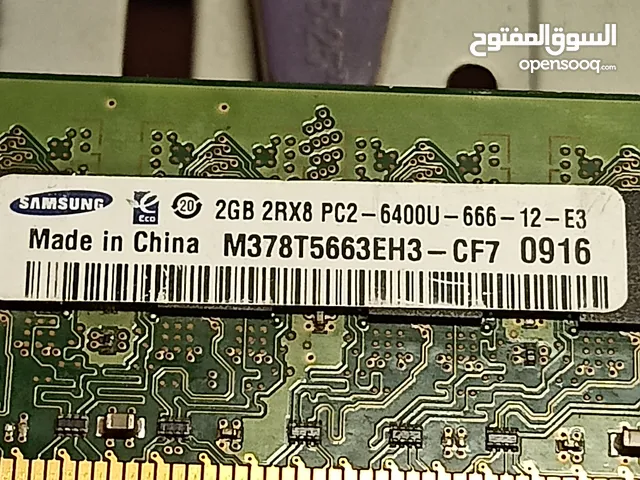 السوق المفتوح
opensooq.com
SAMSUNG eco 20 2GB 2RX8 PC2-6400U-666-12-E3
Made in China M378T5663EH3-CF7 0916